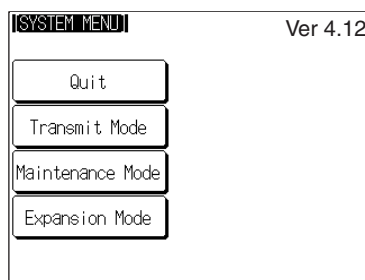 [SYSTEM MENU]
Ver 4.12
Quit
Transmit Mode
Maintenance Mode
Expansion Mode